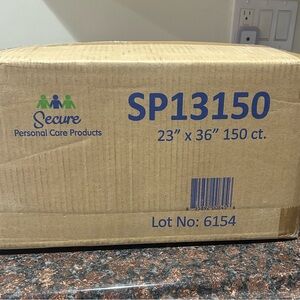 Secure
Personal Care Products
SP13150
23" x 36" 150 ct.
Lot No: 6154